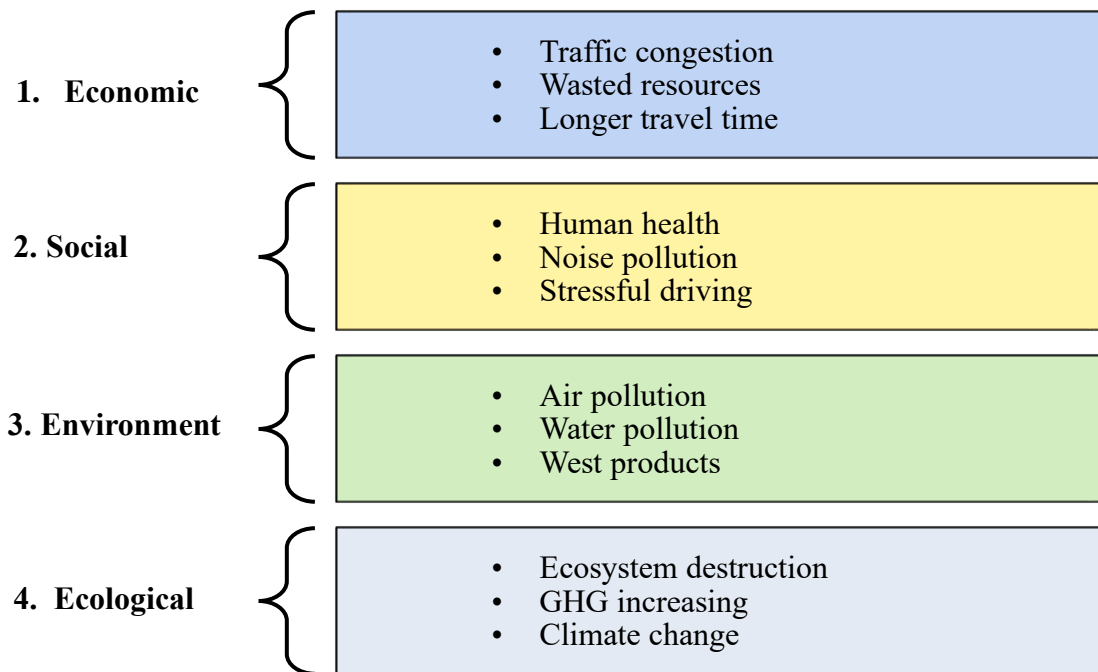 1. Economic
• Traffic congestion
• Wasted resources
• Longer travel time
2. Social
• Human health
• Noise pollution
• Stressful driving
3. Environment
• Air pollution
• Water pollution
• West products
4. Ecological
• Ecosystem destruction
• GHG increasing
• Climate change